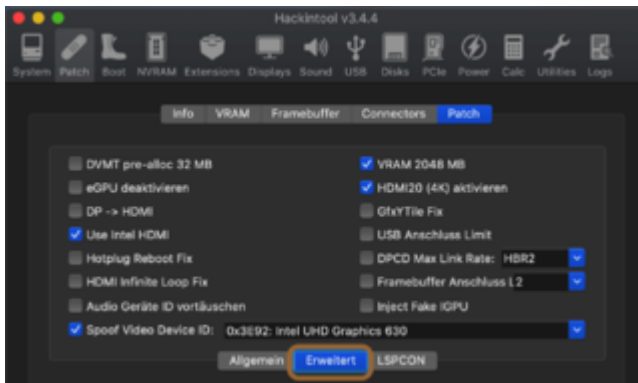 Hackintool v3.4.4
System Patch Boot NVRAM Extensions Displays Sound USB Disks PCIe Power Calc Utilities Logs
Info VRAM Framebuffer Connectors Patch
DVMT pre-alloc 32 MB VRAM 2048 MB
eGPU deaktivieren HDMI20 (4K) aktivieren
DP -> HDMI GfxYTile Fix
Use Intel HDMI USB Anschluss Limit
Hotplug Reboot Fix DPCD Max Link Rate: HBR2
HDMI Infinite Loop Fix Framebuffer Anschluss L 2
Audio Geräte ID vortäuschen Inject Fake IGPU
Spoof Video Device ID: 0x3E92: Intel UHD Graphics 630
Allgemein Erweitert LSPCON